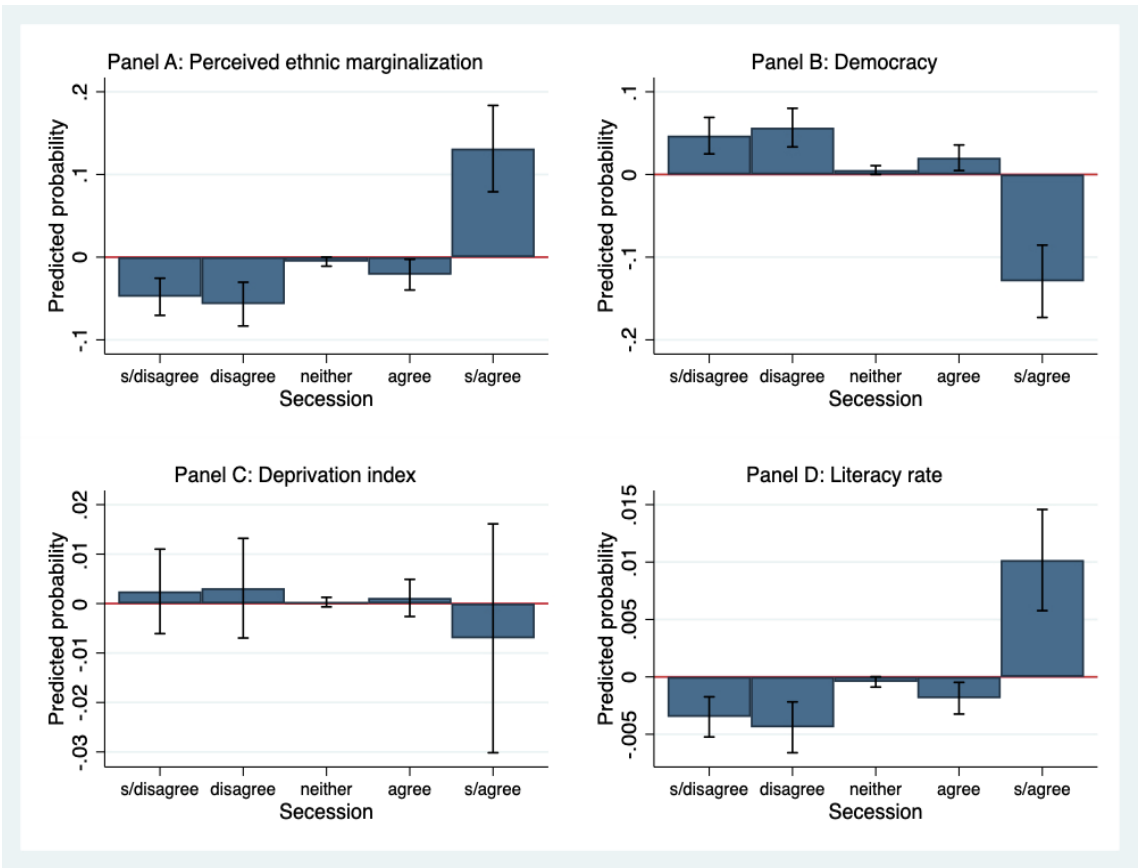 Panel A: Perceived ethnic marginalization
Predicted probability
.2
.1
0
-.1
s/disagree disagree neither agree s/agree
Secession
Panel B: Democracy
Predicted probability
.1
0
-.1
-.2
s/disagree disagree neither agree s/agree
Secession
Panel C: Deprivation index
Predicted probability
.02
.01
0
-.01
-.02
-.03
s/disagree disagree neither agree s/agree
Secession
Panel D: Literacy rate
Predicted probability
.015
.01
.005
0
-.005
s/disagree disagree neither agree s/agree
Secession